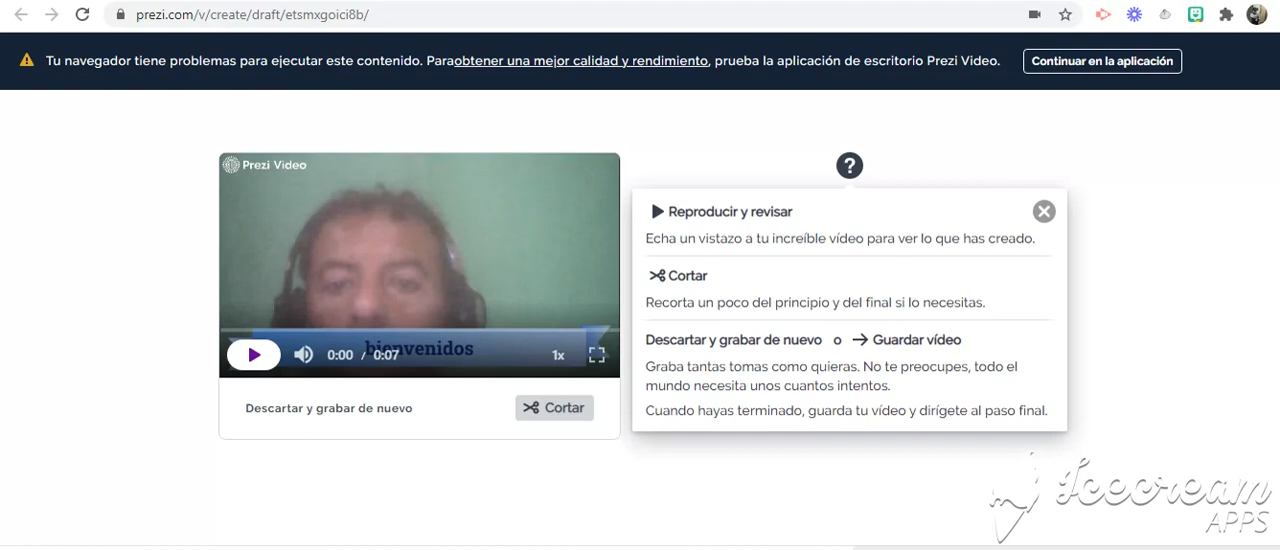 prezi.com/v/create/draft/etsmxgoici8b/
Tu navegador tiene problemas para ejecutar este contenido. Paraobtener una mejor calidad y rendimiento, prueba la aplicación de escritorio Prezi Video.
Continuar en la aplicación
Prezi Video
bienvenidos
0:00 / 0:07
1x
Descartar y grabar de nuevo
Cortar
?
Reproducir y revisar
Echa un vistazo a tu increíble vídeo para ver lo que has creado.
Cortar
Recorta un poco del principio y del final si lo necesitas.
Descartar y grabar de nuevo o → Guardar vídeo
Graba tantas tomas como quieras. No te preocupes, todo el
mundo necesita unos cuantos intentos.
Cuando hayas terminado, guarda tu vídeo y dirígete al paso final.
Icecream
APPS